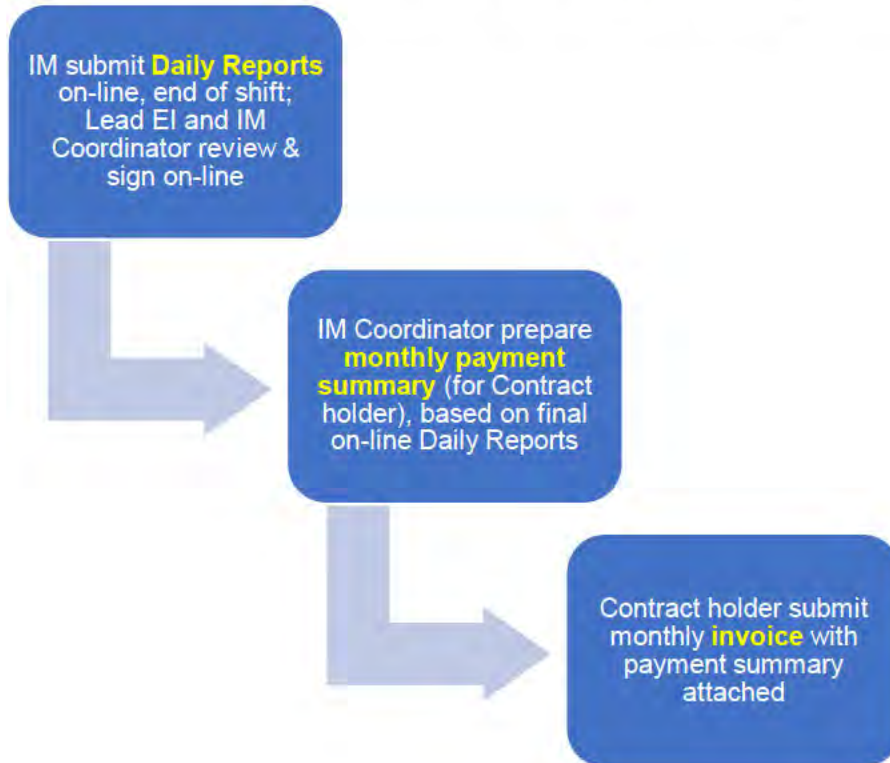 IM submit Daily Reports
on-line, end of shift;
Lead EI and IM
Coordinator review &
sign on-line
IM Coordinator prepare
monthly payment
summary (for Contract
holder), based on final
on-line Daily Reports
Contract holder submit
monthly invoice with
payment summary
attached